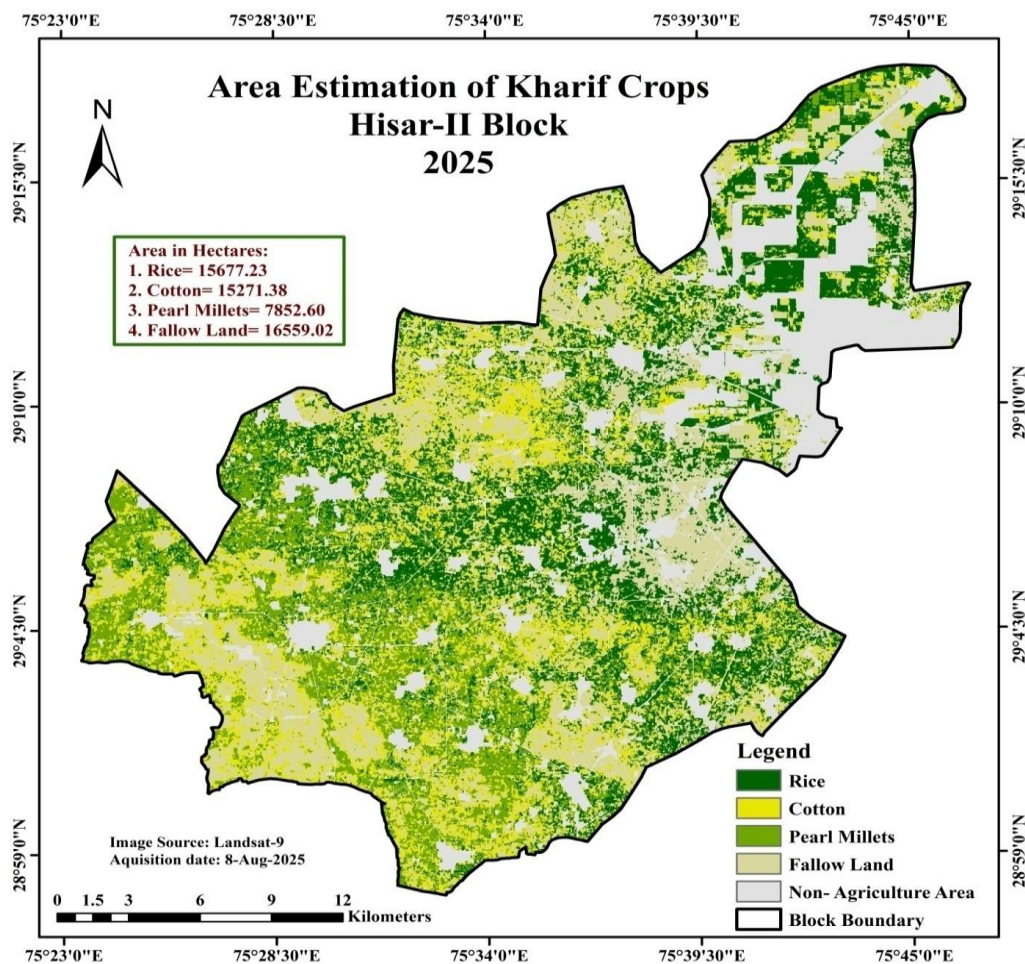 75°23'0"E 75°28'30"E 75°34'0"E 75°39'30"E 75°45'0"E
Area Estimation of Kharif Crops
Hisar-II Block
2025
N
29°15'30"N 29°15'30"N
Area in Hectares:
1. Rice= 15677.23
2. Cotton= 15271.38
3. Pearl Millets= 7852.60
4. Fallow Land= 16559.02
29°10'0"N 29°10'0"N
29°4'30"N 29°4'30"N
Legend
Rice
Cotton
Pearl Millets
Fallow Land
Non- Agriculture Area
Block Boundary
Image Source: Landsat-9
Aquisition date: 8-Aug-2025
28°59'0"N 28°59'0"N
0 1.5 3 6 9 12
Kilometers
75°23'0"E 75°28'30"E 75°34'0"E 75°39'30"E 75°45'0"E